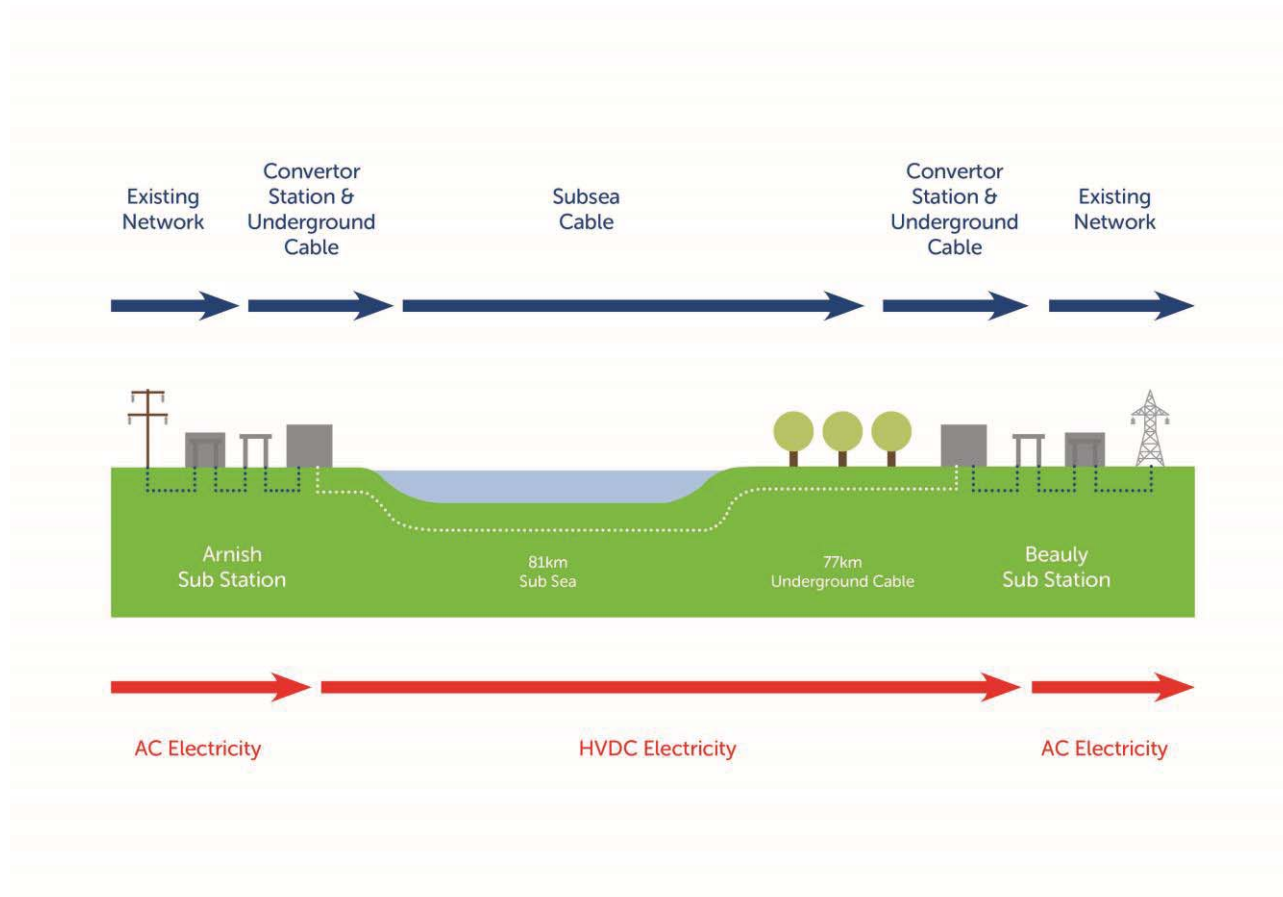 Existing
Network
Convertor
Station &
Underground
Cable
Subsea
Cable
Convertor
Station &
Underground
Cable
Existing
Network
Arnish
Sub Station
81km
Sub Sea
77km
Underground Cable
Beauly
Sub Station
AC Electricity
HVDC Electricity
AC Electricity